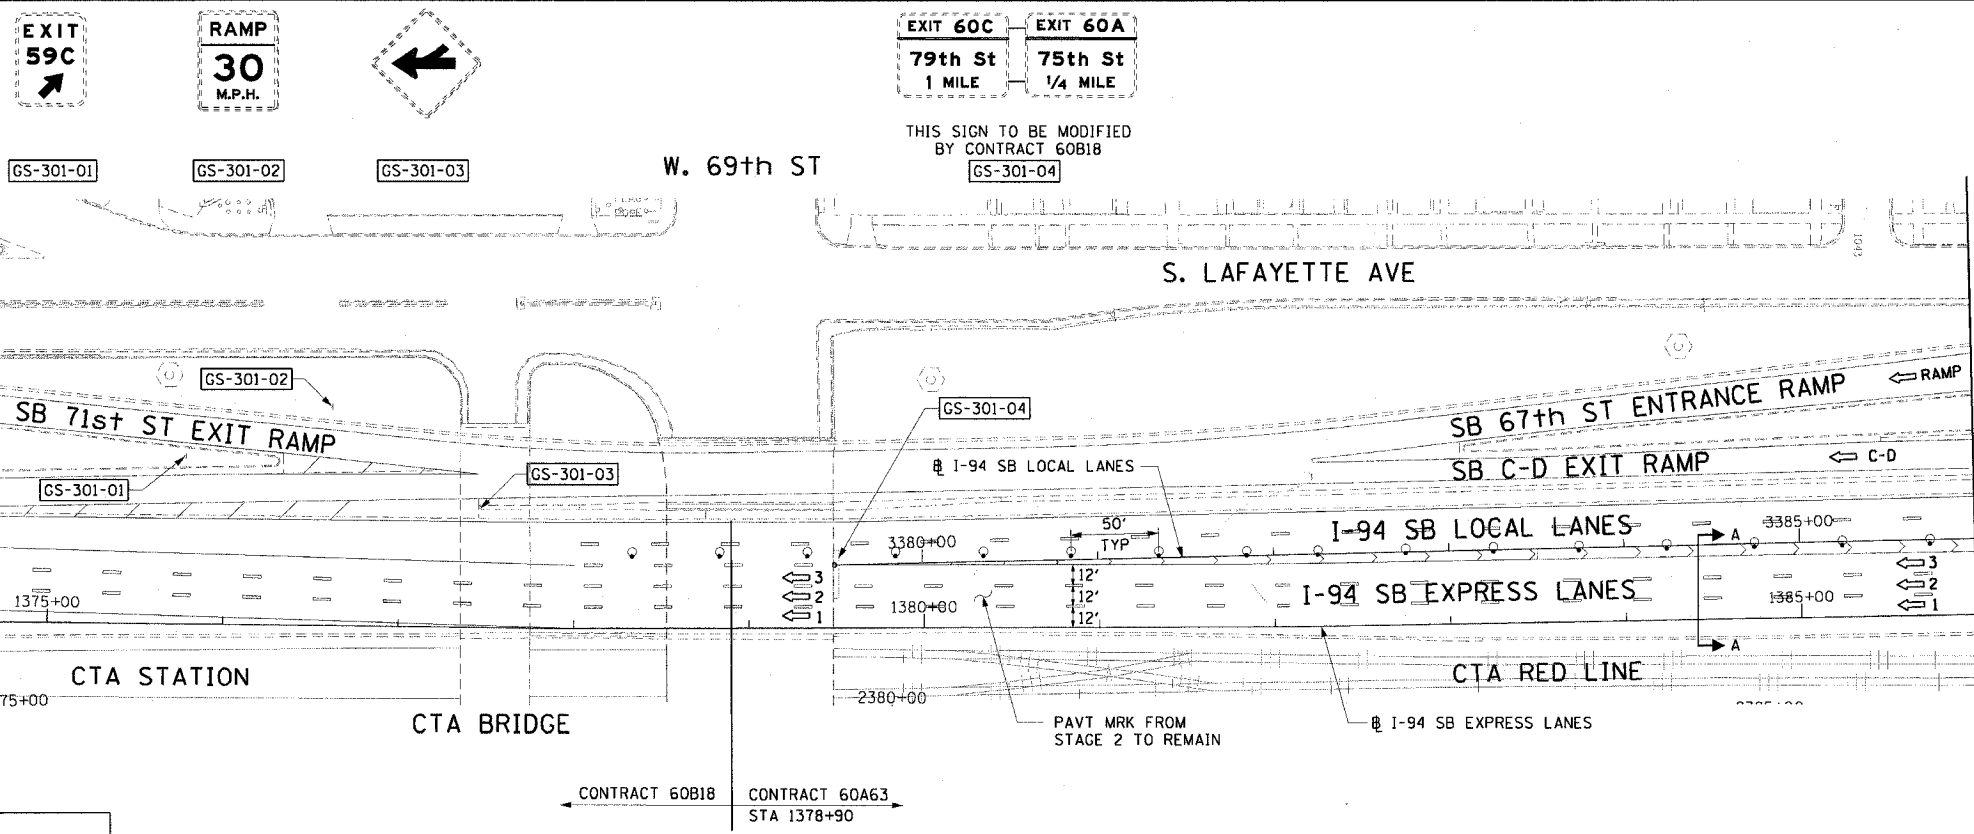 EXIT
59C
RAMP
30
M.P.H.
EXIT 60C
79th St
1 MILE
EXIT 60A
75th St
1/4 MILE
THIS SIGN TO BE MODIFIED
BY CONTRACT 60B18
GS-301-01
GS-301-02
GS-301-03
GS-301-04
W. 69th ST
1043
S. LAFAYETTE AVE
GS-301-02
GS-301-04
SB 71st ST EXIT RAMP
SB 67th ST ENTRANCE RAMP
RAMP
GS-301-01
GS-301-03
℄ I-94 SB LOCAL LANES
SB C-D EXIT RAMP
C-D
50'
TYP
3380+00
I-94 SB LOCAL LANES
3385+00
A
3
2
1
12'
12'
12'
1375+00
1380+00
I-94 SB EXPRESS LANES
1385+00
3
2
1
A
CTA STATION
75+00
CTA BRIDGE
2380+00
CTA RED LINE
PAVT MRK FROM
STAGE 2 TO REMAIN
℄ I-94 SB EXPRESS LANES
CONTRACT 60B18
CONTRACT 60A63
STA 1378+90